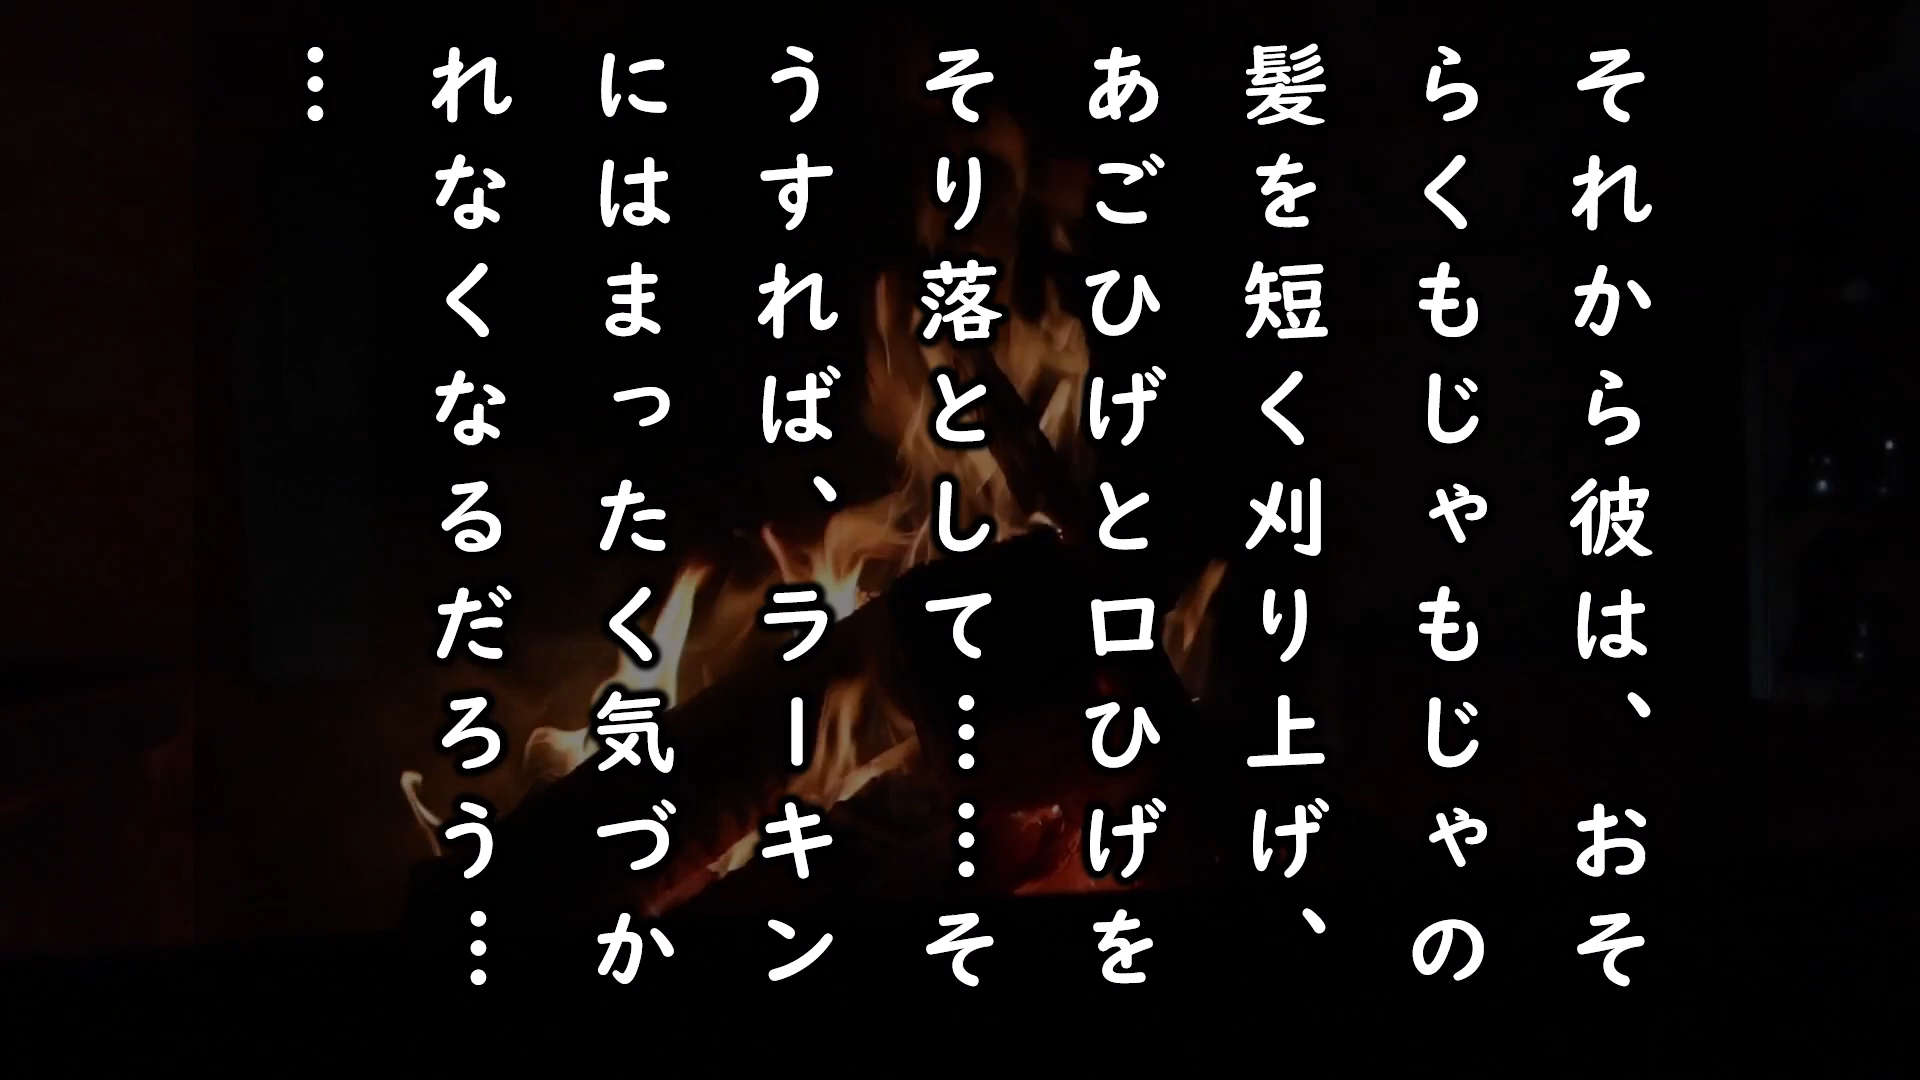 それから彼は、おそ
らくもじゃもじゃの
髪を短く刈り上げ、
あごひげと口ひげを
そり落として……そ
うすれば、ラーキン
にはまったく気づか
れなくなるだろう…
…